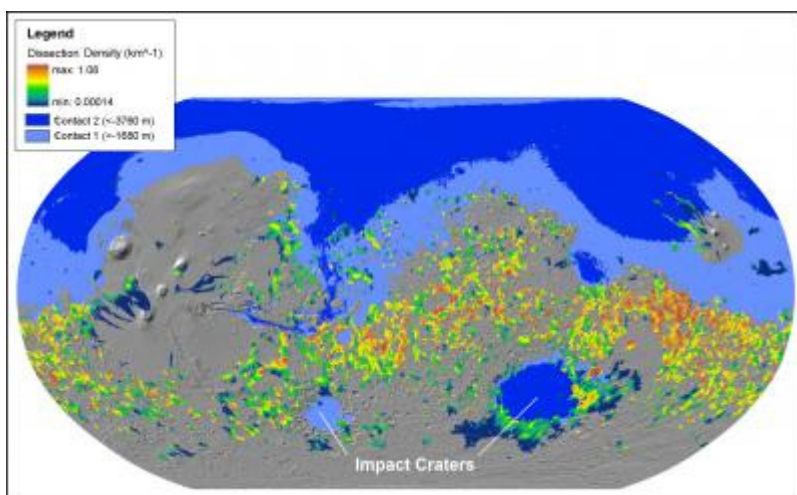 Legend
Dissection Density (km^-1)
max: 1.08
min: 0.00014
Contact 2 (<-3760 m)
Contact 1 (<-1680 m)
Impact Craters